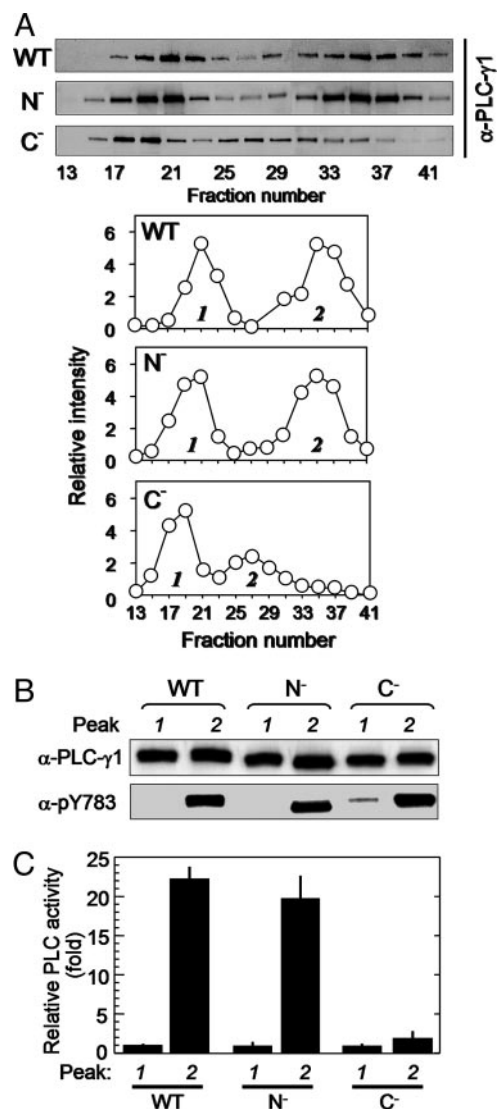 A
WT
N⁻
C⁻
α-PLC-γ1
13 17 21 25 29 33 37 41
Fraction number
WT
6
4
2
0
1 2
N⁻
6
4
2
0
1 2
C⁻
6
4
2
0
1 2
Relative intensity
13 17 21 25 29 33 37 41
Fraction number
B
WT N⁻ C⁻
Peak 1 2 1 2 1 2
α-PLC-γ1
α-pY783
C
25
20
15
10
5
0
Relative PLC activity
(fold)
Peak: 1 2 1 2 1 2
WT N⁻ C⁻